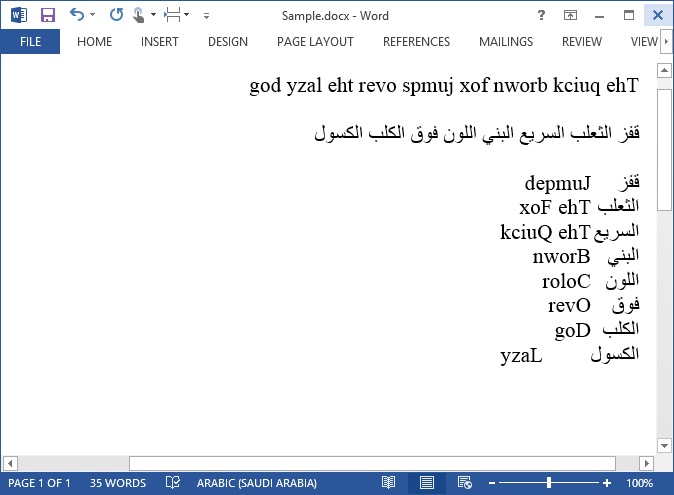 Sample.docx - Word
FILE HOME INSERT DESIGN PAGE LAYOUT REFERENCES MAILINGS REVIEW VIEW
god yzal eht revo spmuj xof nworb kciuq ehT
قفز الثعلب السريع البني اللون فوق الكلب الكسول
قفز depmuJ
الثعلب xoF ehT
السريع kciuQ ehT
البني nworB
اللون roloC
فوق revO
الكلب goD
الكسول yzaL
PAGE 1 OF 1 35 WORDS ARABIC (SAUDI ARABIA) 100%